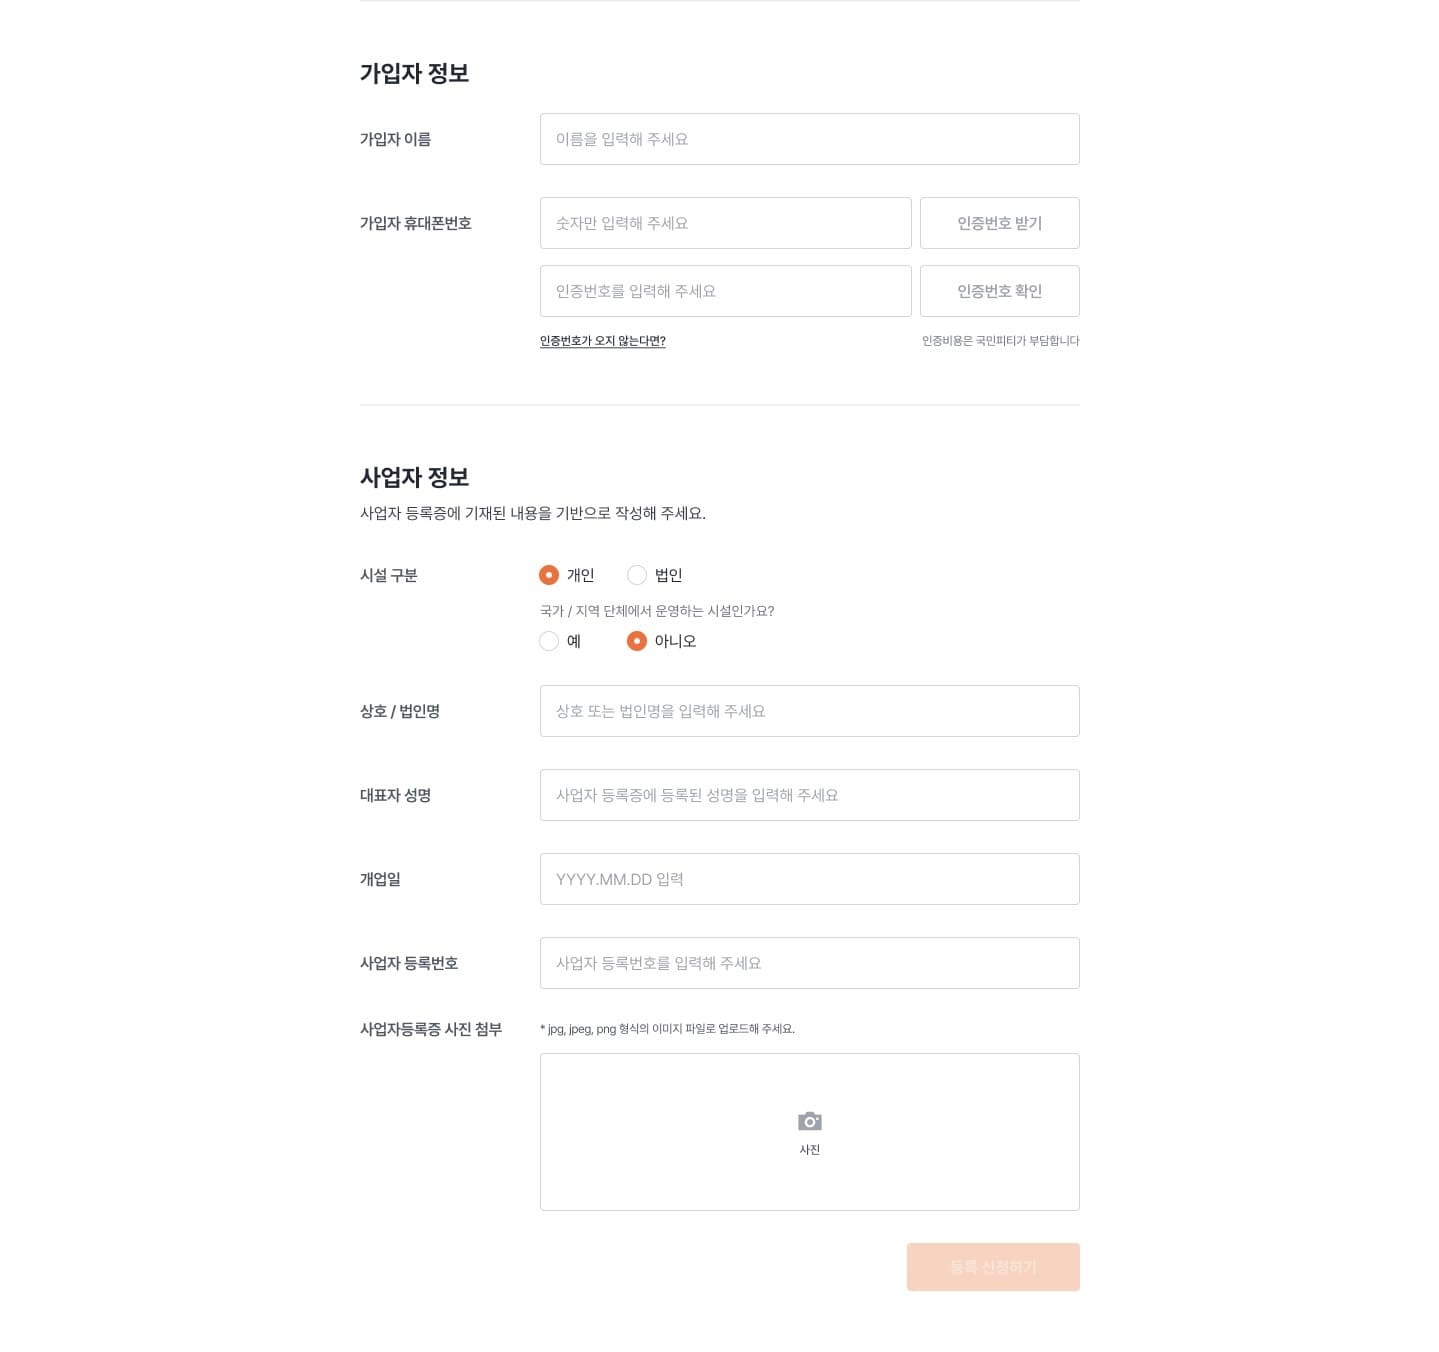 가입자 정보
가입자 이름
이름을 입력해 주세요
가입자 휴대폰번호
숫자만 입력해 주세요
인증번호 받기
인증번호를 입력해 주세요
인증번호 확인
인증번호가 오지 않는다면?
인증비용은 국민피티가 부담합니다
사업자 정보
사업자 등록증에 기재된 내용을 기반으로 작성해 주세요.
시설 구분
개인
법인
국가 / 지역 단체에서 운영하는 시설인가요?
예
아니오
상호 / 법인명
상호 또는 법인명을 입력해 주세요
대표자 성명
사업자 등록증에 등록된 성명을 입력해 주세요
개업일
YYYY.MM.DD 입력
사업자 등록번호
사업자 등록번호를 입력해 주세요
사업자등록증 사진 첨부
* jpg, jpeg, png 형식의 이미지 파일로 업로드해 주세요.
사진
등록 신청하기